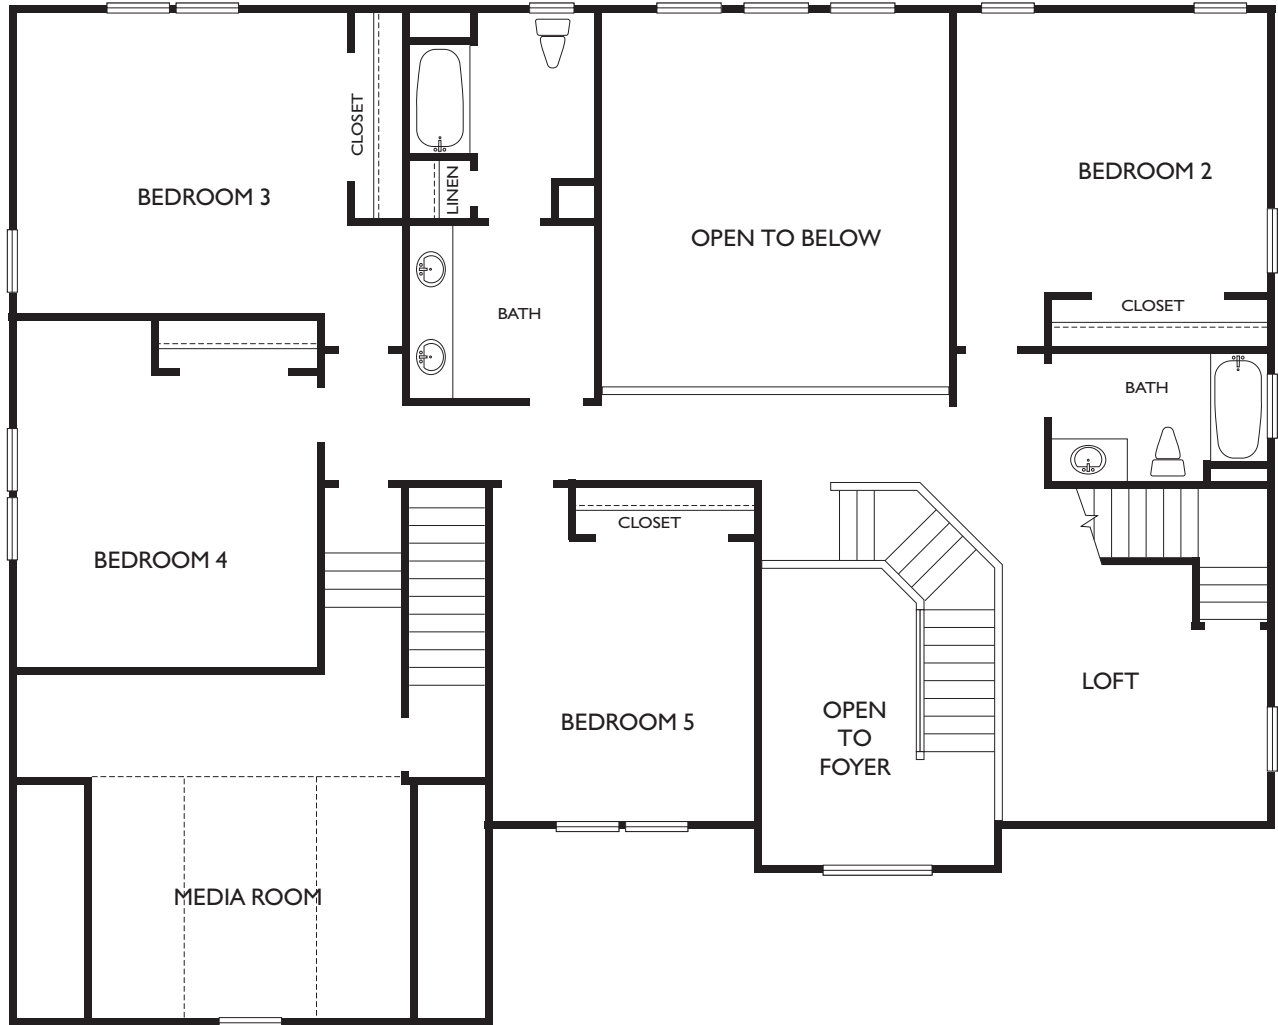 CLOSET
LINEN
BEDROOM 3
BEDROOM 2
OPEN TO BELOW
CLOSET
BATH
BATH
CLOSET
BEDROOM 4
LOFT
BEDROOM 5
OPEN
TO
FOYER
MEDIA ROOM